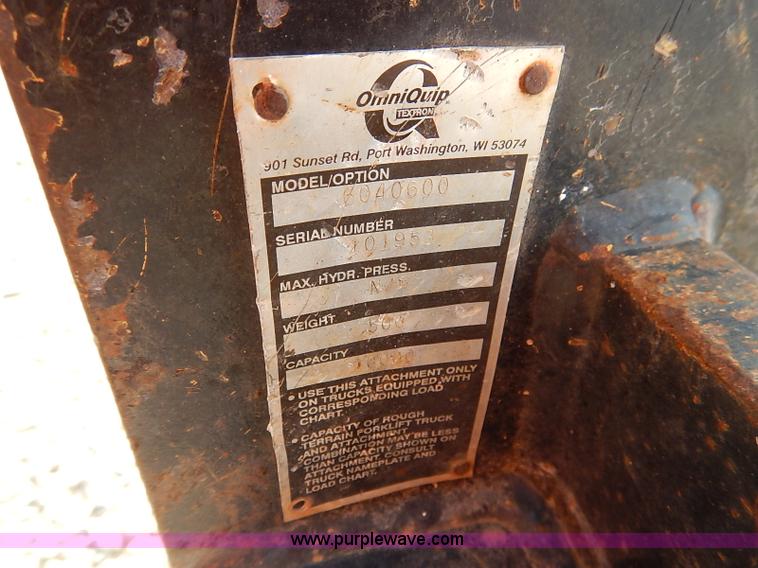 OmniQuip
TEXTRON
901 Sunset Rd, Port Washington, WI 53074
MODEL/OPTION
SERIAL NUMBER
MAX. HYDR. PRESS.
WEIGHT
CAPACITY
• USE THIS ATTACHMENT ONLY
ON TRUCKS EQUIPPED WITH
CORRESPONDING LOAD
CHART.
• CAPACITY OF ROUGH
TERRAIN FORKLIFT TRUCK
AND ATTACHMENT
COMBINATION MAY BE LESS
THAN CAPACITY SHOWN ON
ATTACHMENT. CONSULT
TRUCK NAMEPLATE AND
LOAD CHART.
www.purplewave.com